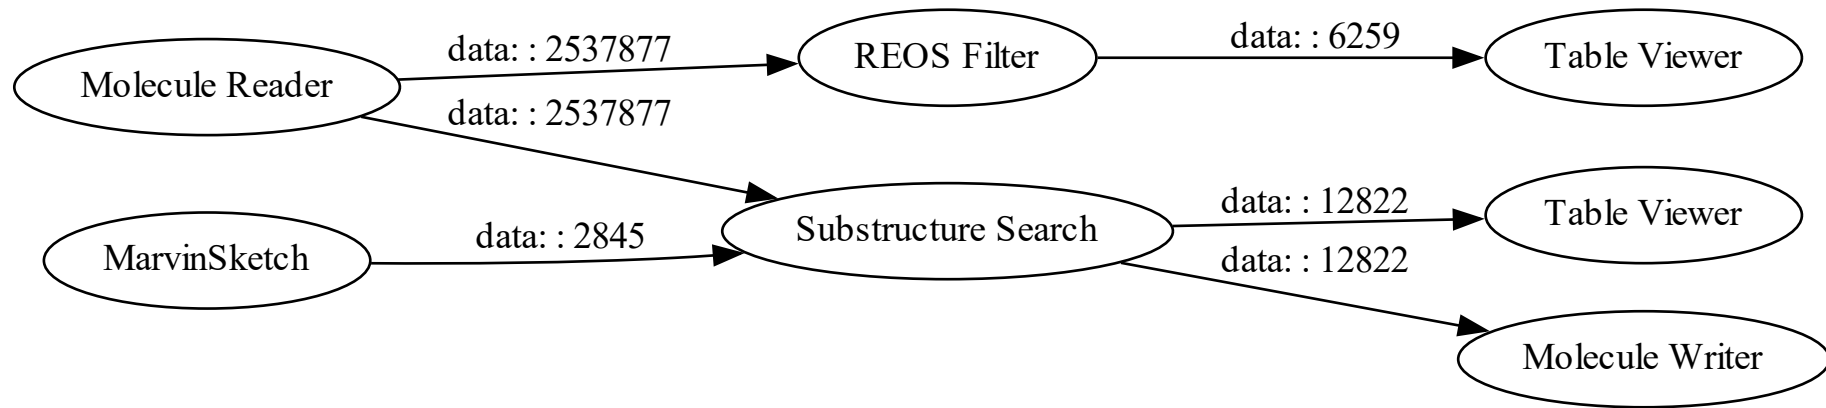 Molecule Reader
data: : 2537877
REOS Filter
data: : 6259
Table Viewer
data: : 2537877
MarvinSketch
data: : 2845
Substructure Search
data: : 12822
Table Viewer
data: : 12822
Molecule Writer